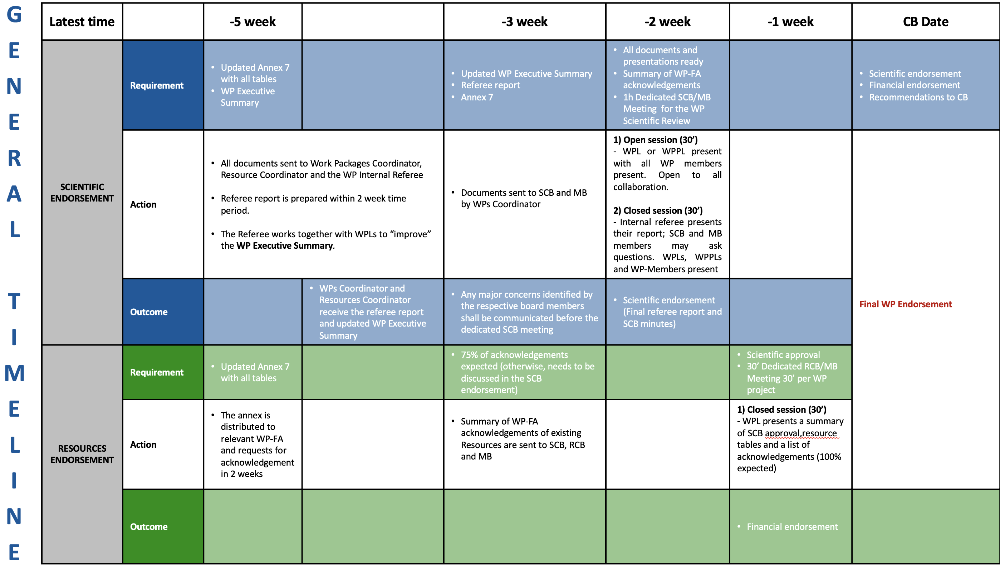 GENERAL TIMELINE
Latest time
-5 week
-3 week
-2 week
-1 week
CB Date
SCIENTIFIC
ENDORSEMENT
Requirement
• Updated Annex 7
with all tables
• WP Executive
Summary
• Updated WP Executive Summary
• Referee report
• Annex 7
• All documents and
presentations ready
• Summary of WP-FA
acknowledgements
• 1h Dedicated SCB/MB
Meeting for the WP
Scientific Review
• Scientific endorsement
• Financial endorsement
• Recommendations to CB
Action
• All documents sent to Work Packages Coordinator,
Resource Coordinator and the WP Internal Referee
• Referee report is prepared within 2 week time
period.
• The Referee works together with WPLs to “improve”
the WP Executive Summary.
• Documents sent to SCB and MB
by WPs Coordinator
1) Open session (30’)
- WPL or WPPL present
with all WP members
present. Open to all
collaboration.
2) Closed session (30’)
- Internal referee presents
their report; SCB and MB
members may ask
questions. WPLs, WPPLs
and WP-Members present
Final WP Endorsement
Outcome
• WPs Coordinator and
Resources Coordinator
receive the referee report
and updated WP Executive
Summary
• Any major concerns identified by
the respective board members
shall be communicated before the
dedicated SCB meeting
• Scientific endorsement
(Final referee report and
SCB minutes)
RESOURCES
ENDORSEMENT
Requirement
• Updated Annex 7
with all tables
• 75% of acknowledgements
expected (otherwise, needs to be
discussed in the SCB
endorsement)
• Scientific approval
• 30’ Dedicated RCB/MB
Meeting 30’ per WP
project
Action
• The annex is
distributed to
relevant WP-FA
and requests for
acknowledgement
in 2 weeks
• Summary of WP-FA
acknowledgements of existing
Resources are sent to SCB, RCB
and MB
1) Closed session (30’)
- WPL presents a summary
of SCB approval,resource
tables and a list of
acknowledgements (100%
expected)
Outcome
• Financial endorsement